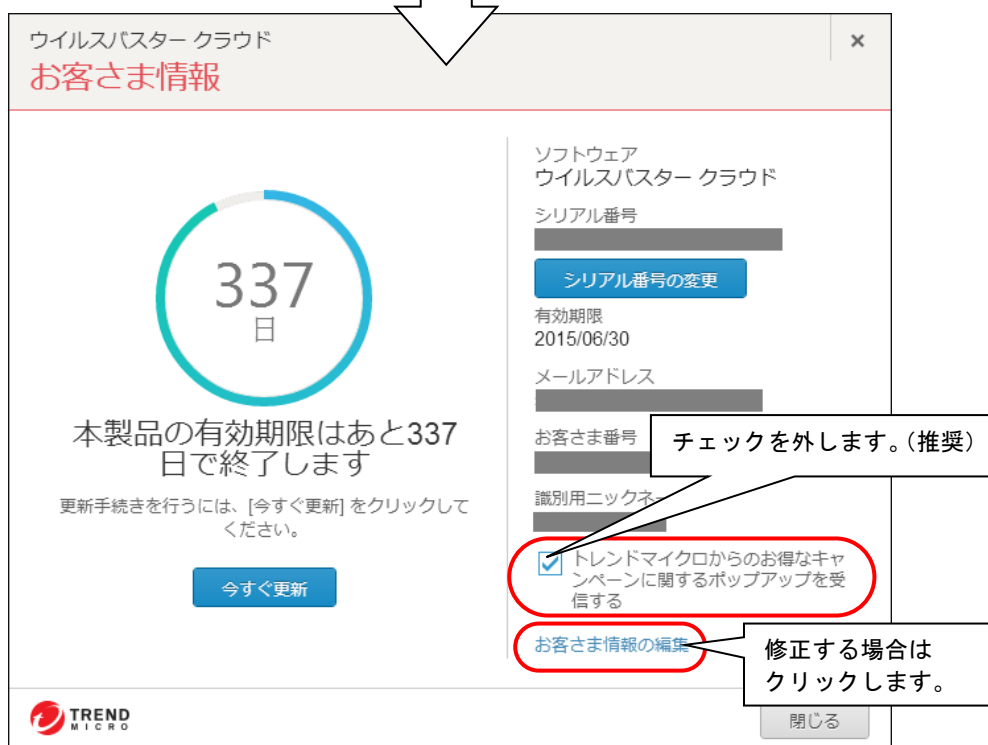 ウイルスバスター クラウド
お客さま情報
×
337
日
本製品の有効期限はあと337
日で終了します
更新手続きを行うには、[今すぐ更新] をクリックして
ください。
今すぐ更新
ソフトウェア
ウイルスバスター クラウド
シリアル番号
シリアル番号の変更
有効期限
2015/06/30
メールアドレス
お客さま番号
チェックを外します。（推奨）
識別用ニックネー
トレンドマイクロからのお得なキャ
ンペーンに関するポップアップを受
信する
お客さま情報の編集
修正する場合は
クリックします。
TREND
MICRO
閉じる